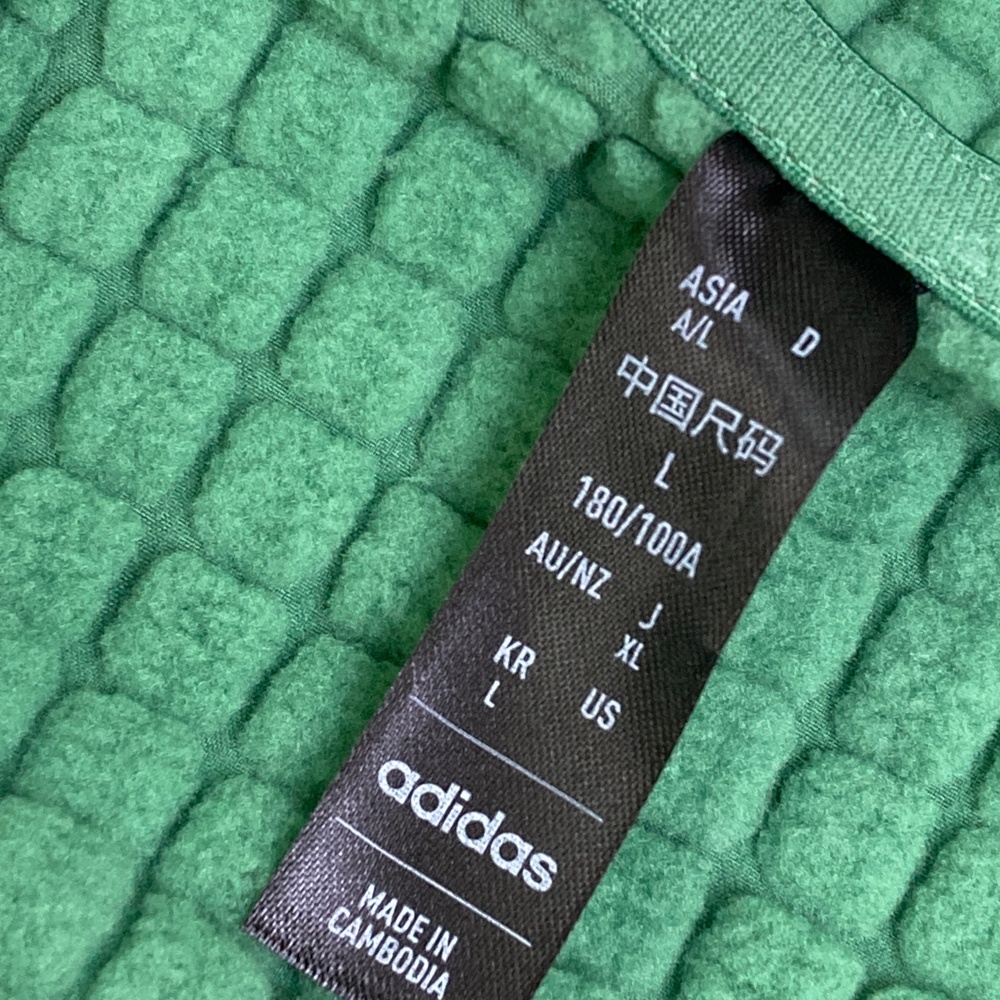 ASIA D
A/L
中国尺码
L
180/100A
AU/NZ J
XL
KR US
L
adidas
MADE IN
CAMBODIA